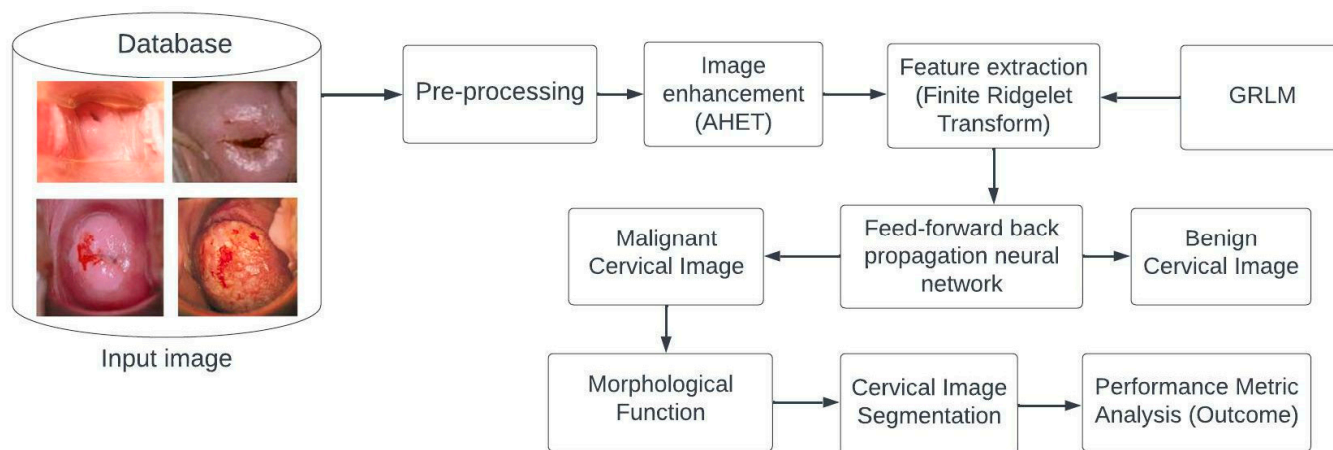 Database
Input image
Pre-processing
Image
enhancement
(AHET)
Feature extraction
(Finite Ridgelet
Transform)
GRLM
Malignant
Cervical Image
Feed-forward back
propagation neural
network
Benign
Cervical Image
Morphological
Function
Cervical Image
Segmentation
Performance Metric
Analysis (Outcome)